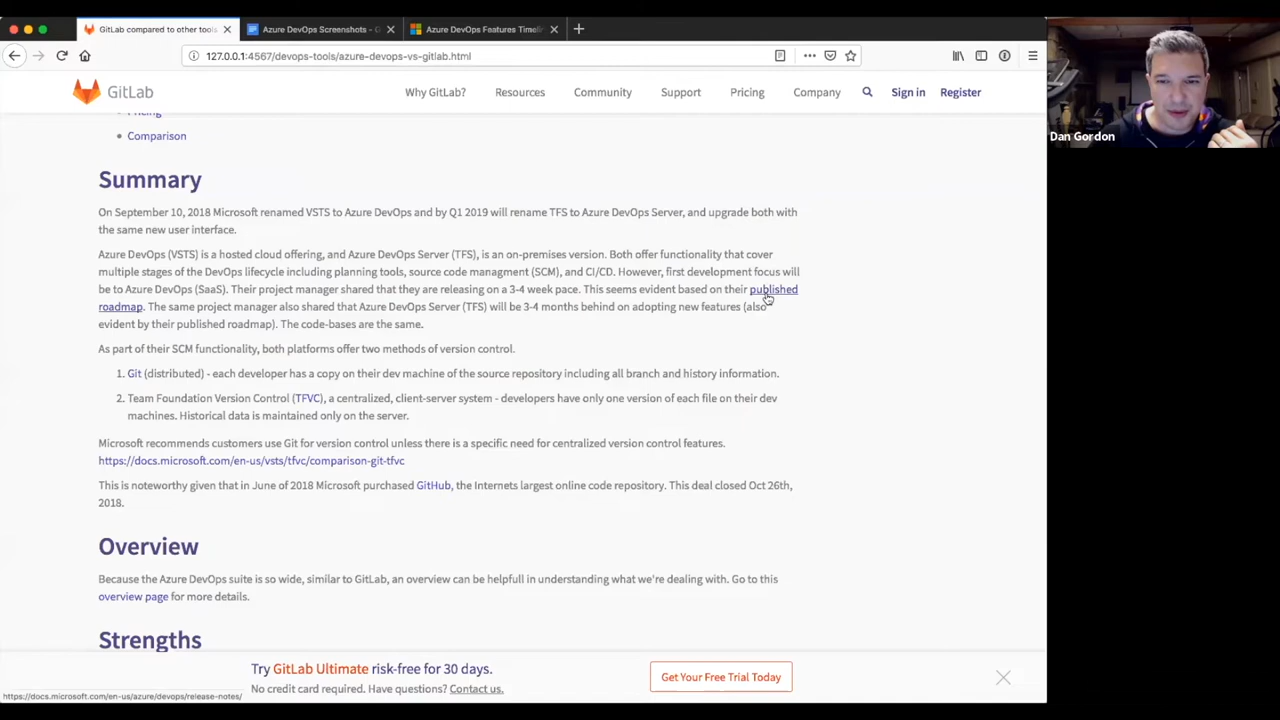 GitLab compared to other tools
Azure DevOps Screenshots - G
Azure DevOps Features Timelin
127.0.0.1:4567/devops-tools/azure-devops-vs-gitlab.html
GitLab
Why GitLab?
Resources
Community
Support
Pricing
Company
Sign in
Register
Dan Gordon
Pricing
Comparison
Summary
On September 10, 2018 Microsoft renamed VSTS to Azure DevOps and by Q1 2019 will rename TFS to Azure DevOps Server, and upgrade both with
the same new user interface.
Azure DevOps (VSTS) is a hosted cloud offering, and Azure DevOps Server (TFS), is an on-premises version. Both offer functionality that cover
multiple stages of the DevOps lifecycle including planning tools, source code managment (SCM), and CI/CD. However, first development focus will
be to Azure DevOps (SaaS). Their project manager shared that they are releasing on a 3-4 week pace. This seems evident based on their published
roadmap. The same project manager also shared that Azure DevOps Server (TFS) will be 3-4 months behind on adopting new features (also
evident by their published roadmap). The code-bases are the same.
As part of their SCM functionality, both platforms offer two methods of version control.
1. Git (distributed) - each developer has a copy on their dev machine of the source repository including all branch and history information.
2. Team Foundation Version Control (TFVC), a centralized, client-server system - developers have only one version of each file on their dev
machines. Historical data is maintained only on the server.
Microsoft recommends customers use Git for version control unless there is a specific need for centralized version control features.
https://docs.microsoft.com/en-us/vsts/tfvc/comparison-git-tfvc
This is noteworthy given that in June of 2018 Microsoft purchased GitHub, the Internets largest online code repository. This deal closed Oct 26th,
2018.
Overview
Because the Azure DevOps suite is so wide, similar to GitLab, an overview can be helpfull in understanding what we're dealing with. Go to this
overview page for more details.
Strengths
Try GitLab Ultimate risk-free for 30 days.
No credit card required. Have questions? Contact us.
Get Your Free Trial Today
https://docs.microsoft.com/en-us/azure/devops/release-notes/